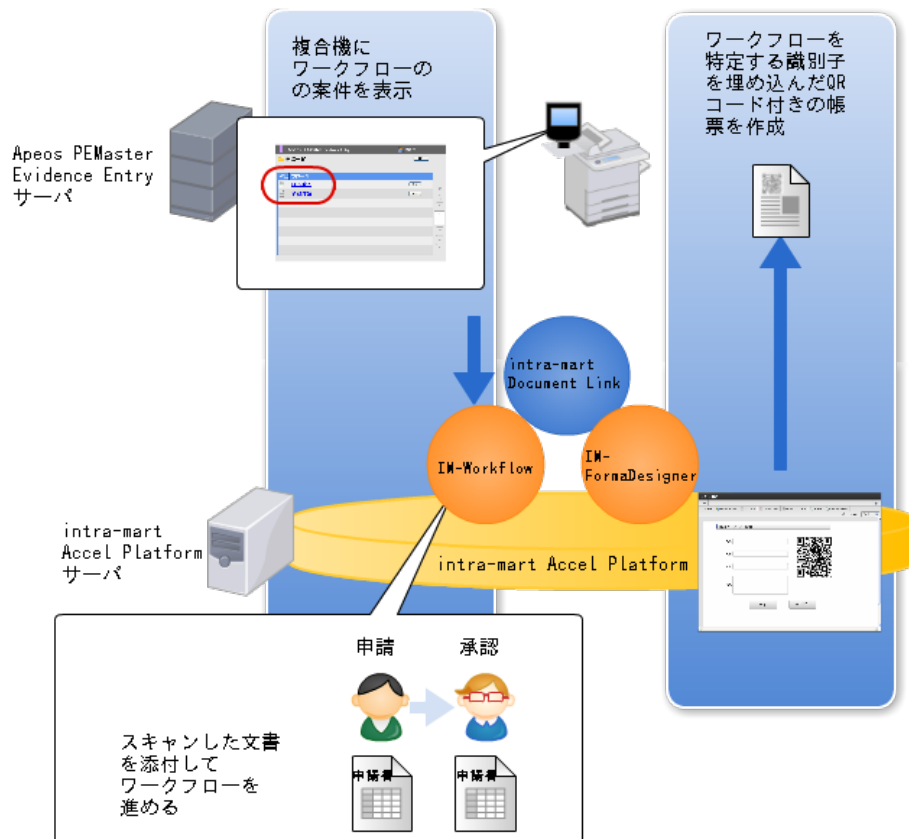 複合機に
ワークフローの
の案件を表示
ワークフローを
特定する識別子
を埋め込んだQR
コード付きの帳
票を作成
Apeos PEMaster
Evidence Entry
サーバ
intra-mart
Document Link
IM-Workflow
IM-
FormaDesigner
intra-mart
Accel Platform
サーバ
intra-mart Accel Platform
申請
承認
スキャンした文書
を添付して
ワークフローを
進める
申請書
申請書